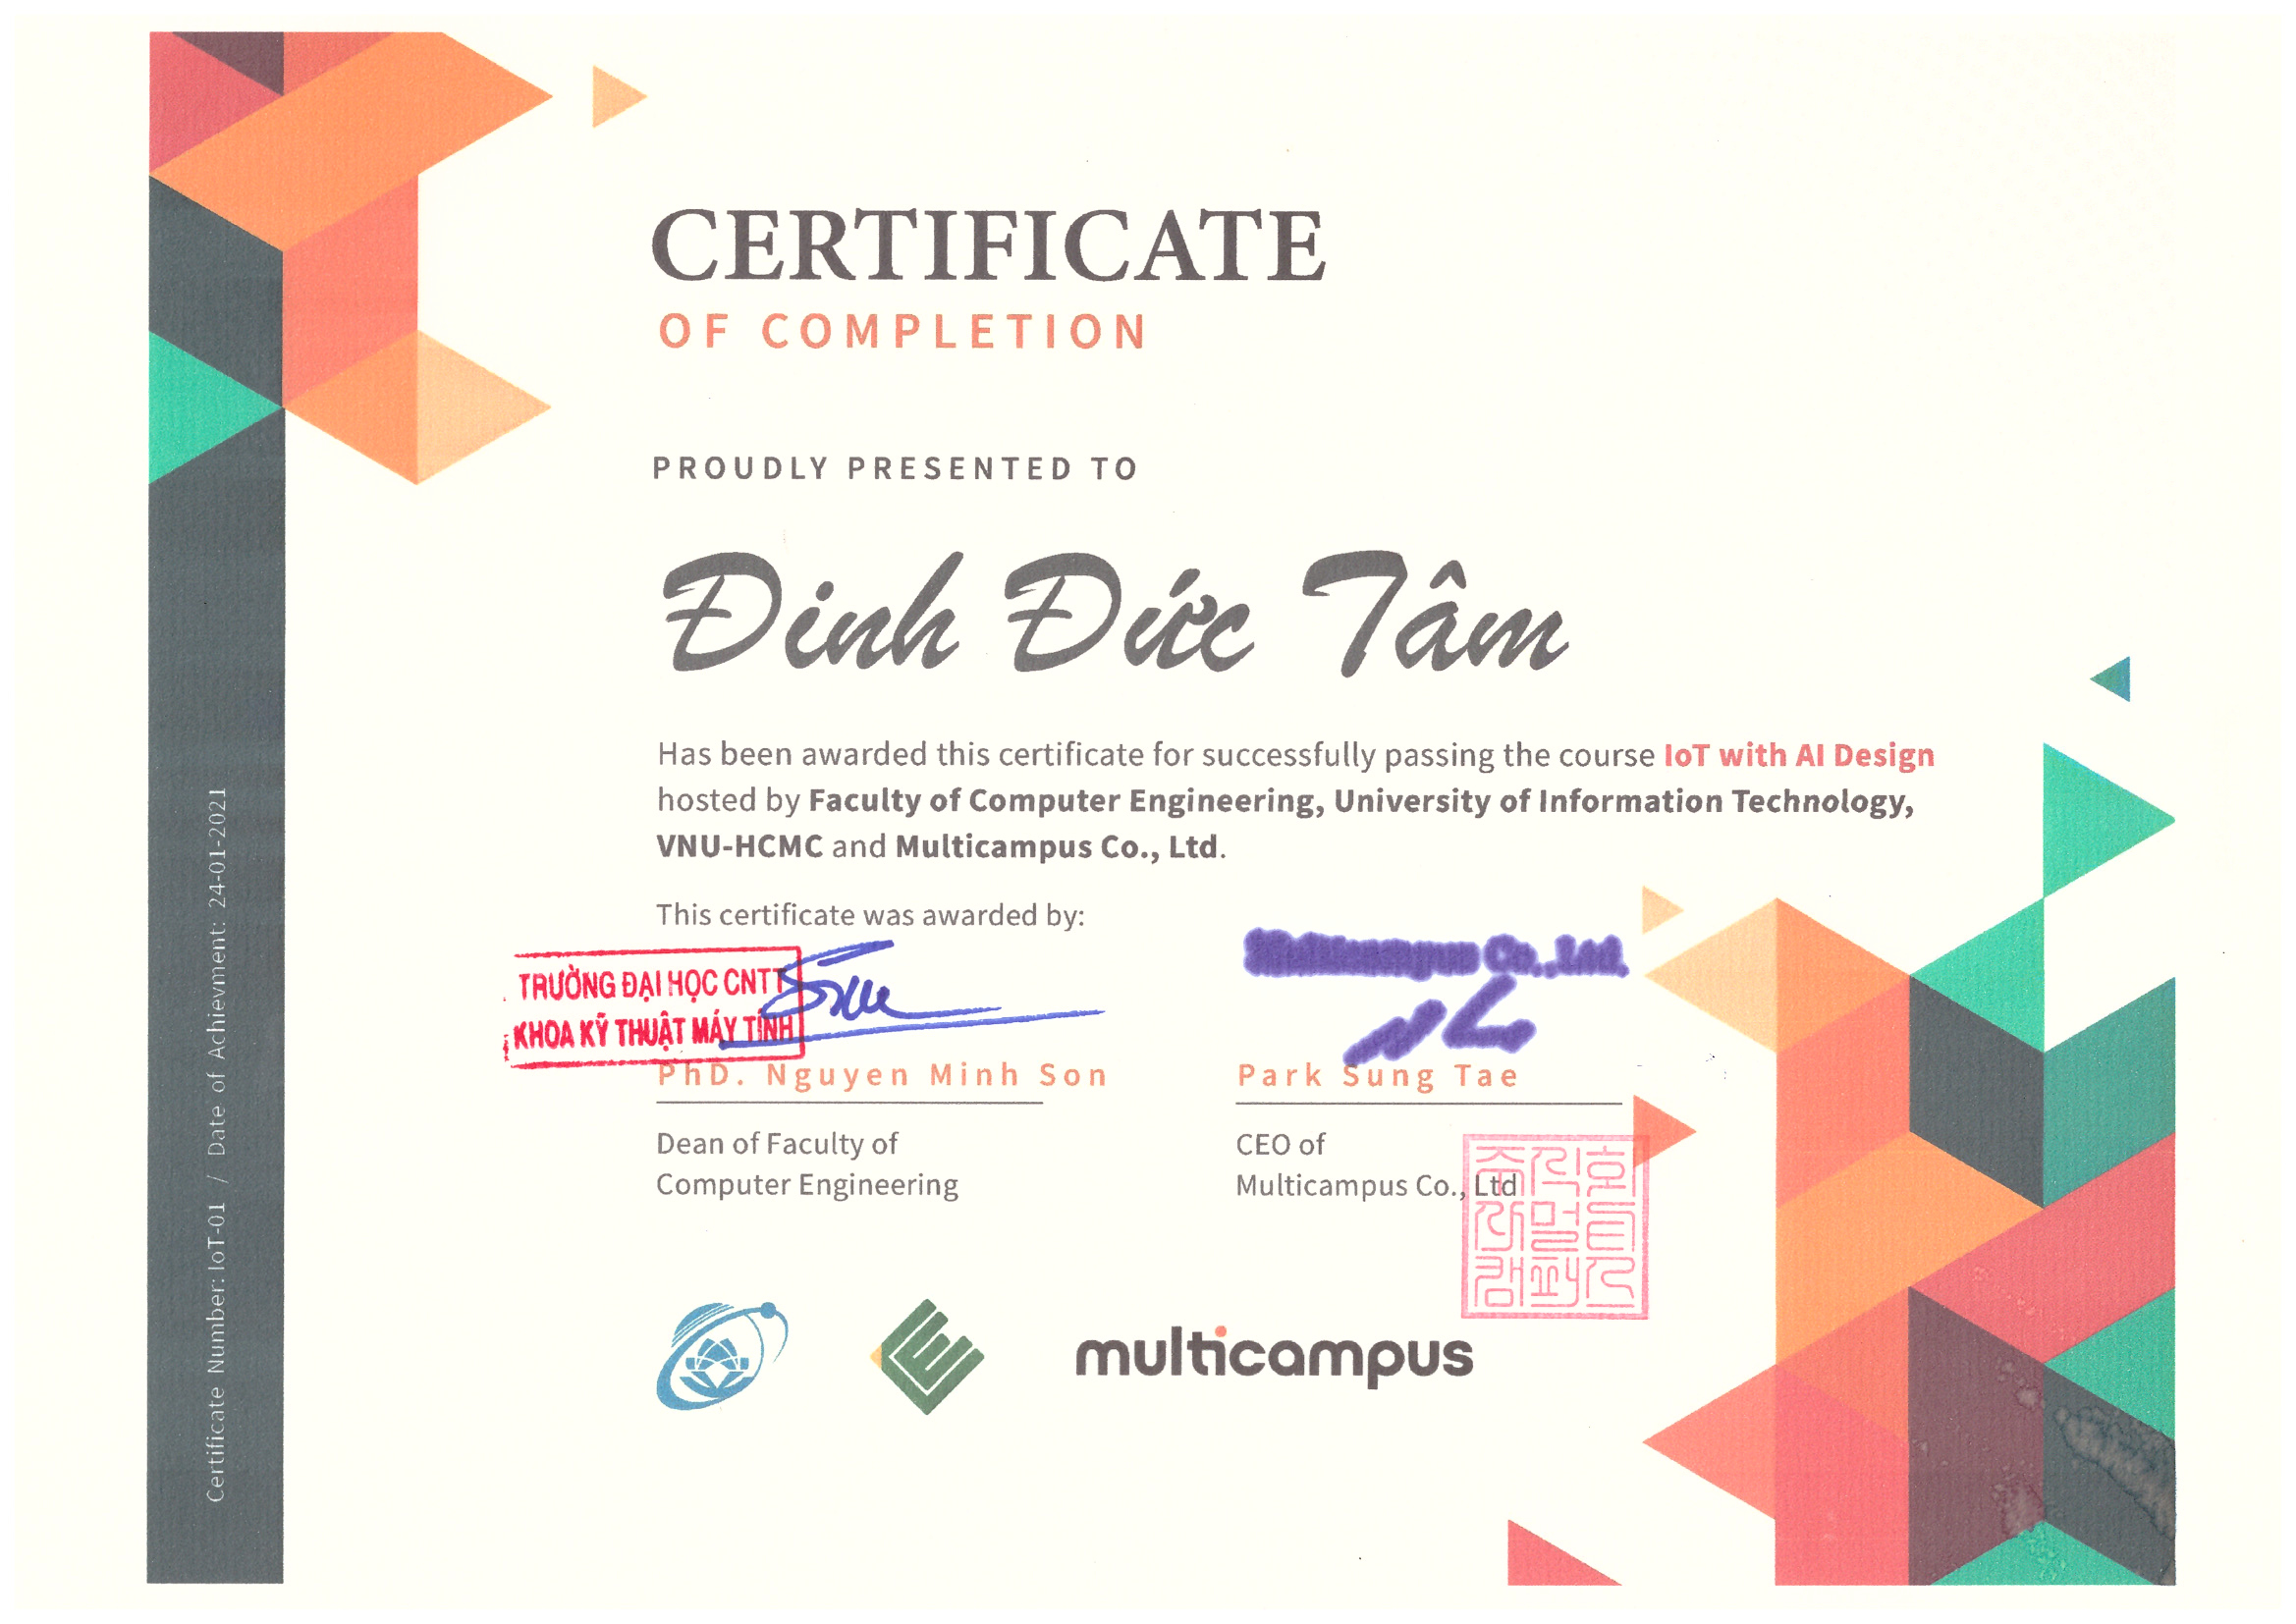 CERTIFICATE
OF COMPLETION
PROUDLY PRESENTED TO
Đinh Đức Tâm
Has been awarded this certificate for successfully passing the course IoT with AI Design
hosted by Faculty of Computer Engineering, University of Information Technology,
VNU-HCMC and Multicampus Co., Ltd.
This certificate was awarded by:
TRƯỜNG ĐẠI HỌC CNTT
KHOA KỸ THUẬT MÁY TÍNH
PhD. Nguyen Minh Son
Dean of Faculty of
Computer Engineering
Multicampus Co.,Ltd.
Park Sung Tae
CEO of
Multicampus Co., Ltd
multicampus
Certificate Number: IoT-01 / Date of Achievment: 24-01-2021